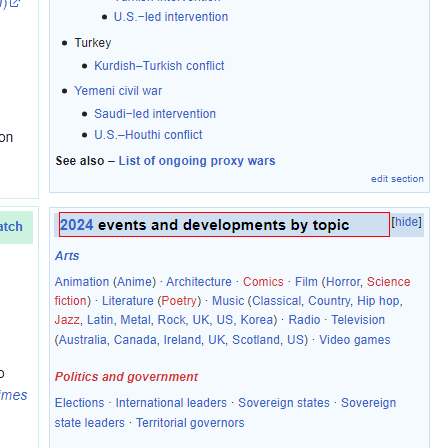 U.S.–led intervention
Turkey
Kurdish–Turkish conflict
Yemeni civil war
Saudi–led intervention
on
U.S.–Houthi conflict
See also – List of ongoing proxy wars
edit section
atch
2024 events and developments by topic [hide]
Arts
Animation (Anime) · Architecture · Comics · Film (Horror, Science
fiction) · Literature (Poetry) · Music (Classical, Country, Hip hop,
Jazz, Latin, Metal, Rock, UK, US, Korea) · Radio · Television
(Australia, Canada, Ireland, UK, Scotland, US) · Video games
Politics and government
imes
Elections · International leaders · Sovereign states · Sovereign
state leaders · Territorial governors